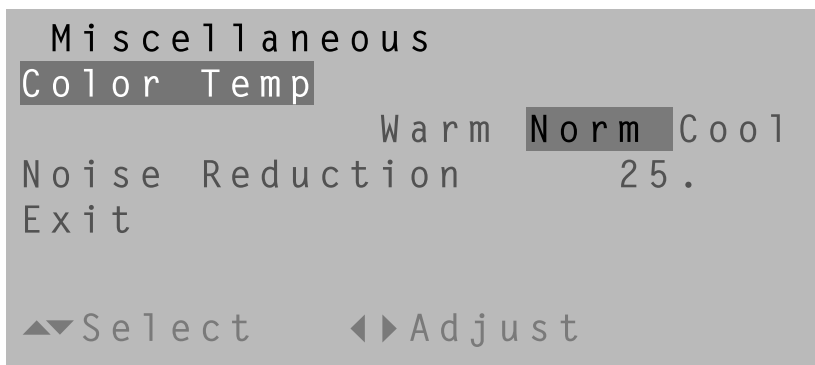 Miscellaneous
Color Temp
Warm Norm Cool
Noise Reduction 25.
Exit
Select Adjust